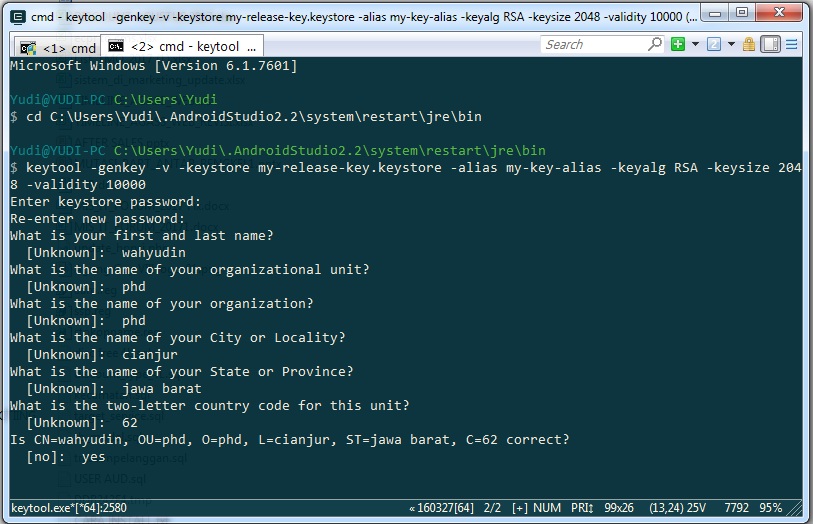 cmd - keytool -genkey -v -keystore my-release-key.keystore -alias my-key-alias -keyalg RSA -keysize 2048 -validity 10000 (...
<1> cmd
<2> cmd - keytool ...
Search
Microsoft Windows [Version 6.1.7601]
Yudi@YUDI-PC C:\Users\Yudi
$ cd C:\Users\Yudi\.AndroidStudio2.2\system\restart\jre\bin
Yudi@YUDI-PC C:\Users\Yudi\.AndroidStudio2.2\system\restart\jre\bin
$ keytool -genkey -v -keystore my-release-key.keystore -alias my-key-alias -keyalg RSA -keysize 204
8 -validity 10000
Enter keystore password:
Re-enter new password:
What is your first and last name?
[Unknown]: wahyudin
What is the name of your organizational unit?
[Unknown]: phd
What is the name of your organization?
[Unknown]: phd
What is the name of your City or Locality?
[Unknown]: cianjur
What is the name of your State or Province?
[Unknown]: jawa barat
What is the two-letter country code for this unit?
[Unknown]: 62
Is CN=wahyudin, OU=phd, O=phd, L=cianjur, ST=jawa barat, C=62 correct?
[no]: yes
keytool.exe*[*64]:2580
« 160327[64] 2/2 [+] NUM PRI↕ 99x26 (13,24) 25V 7792 95%